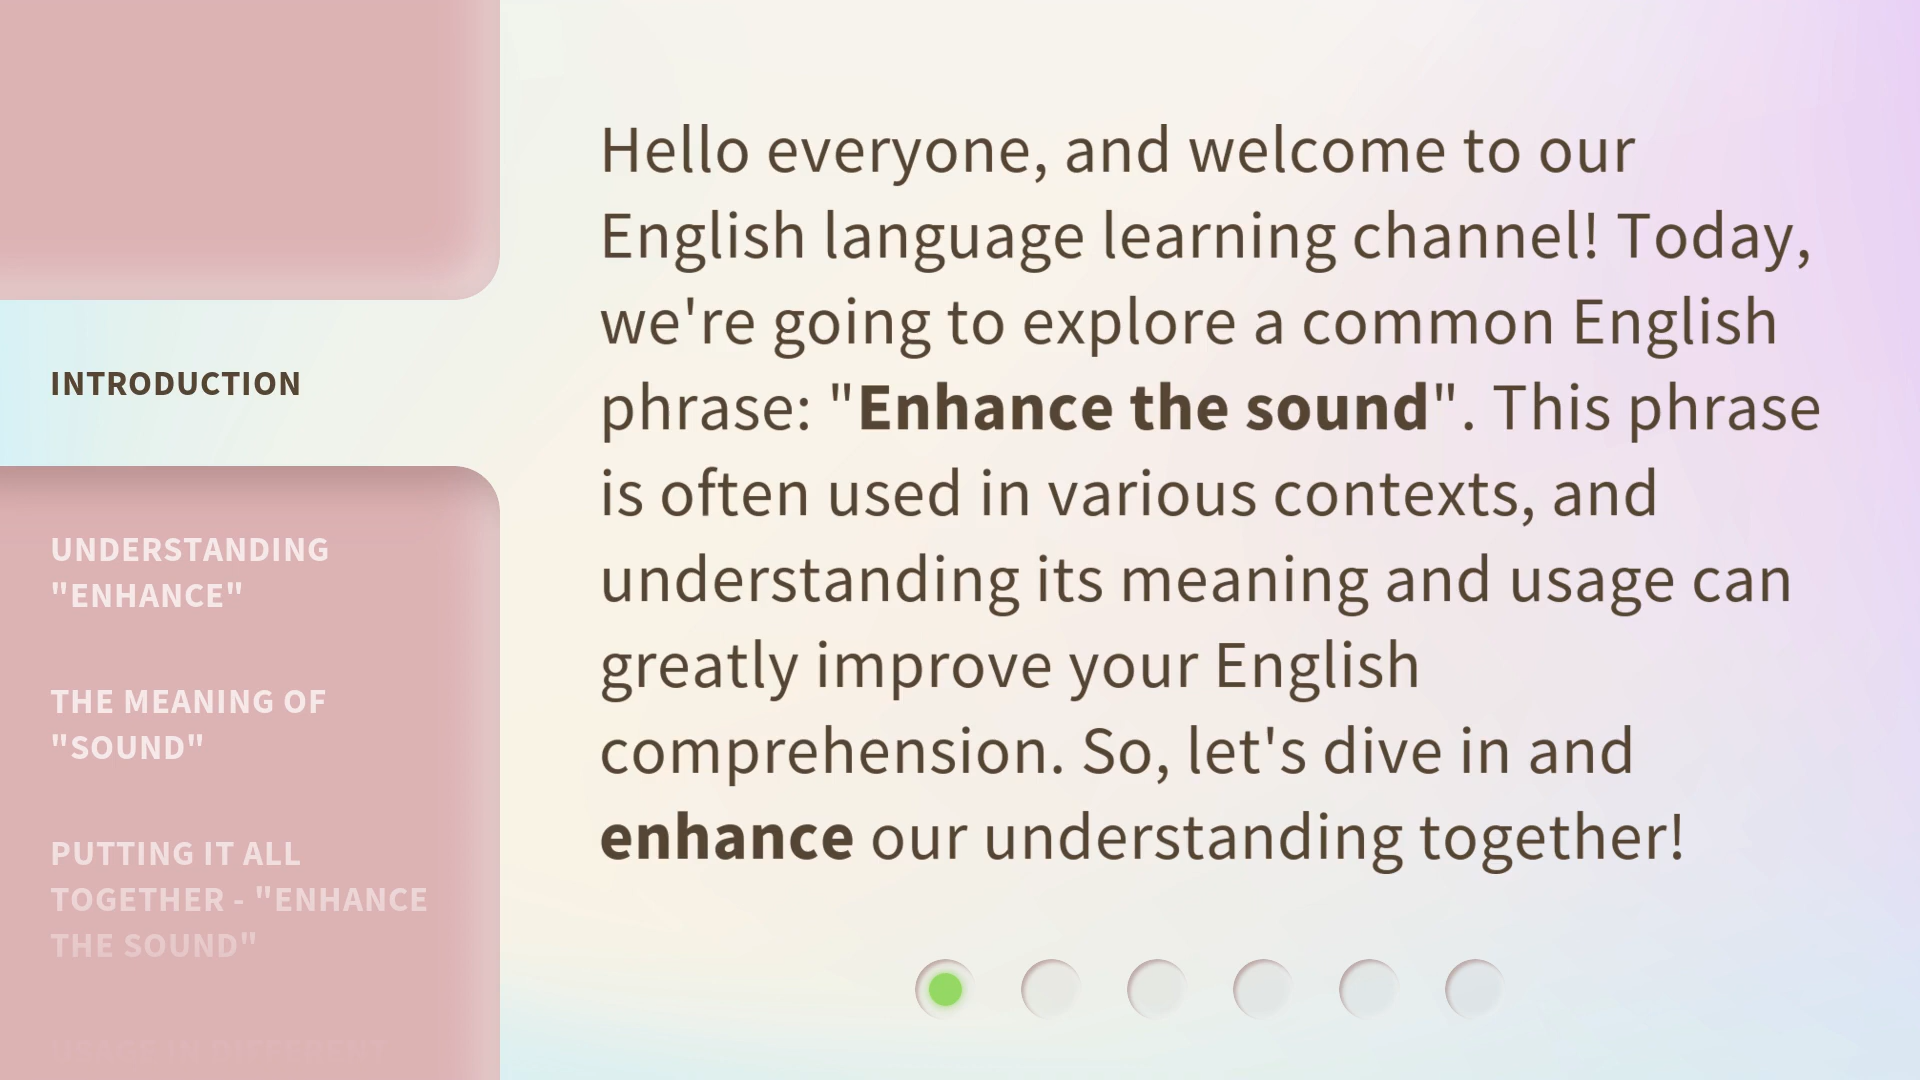 INTRODUCTION
UNDERSTANDING
"ENHANCE"
THE MEANING OF
"SOUND"
PUTTING IT ALL
TOGETHER - "ENHANCE
THE SOUND"
USAGE IN DIFFERENT
Hello everyone, and welcome to our
English language learning channel! Today,
we're going to explore a common English
phrase: "Enhance the sound". This phrase
is often used in various contexts, and
understanding its meaning and usage can
greatly improve your English
comprehension. So, let's dive in and
enhance our understanding together!